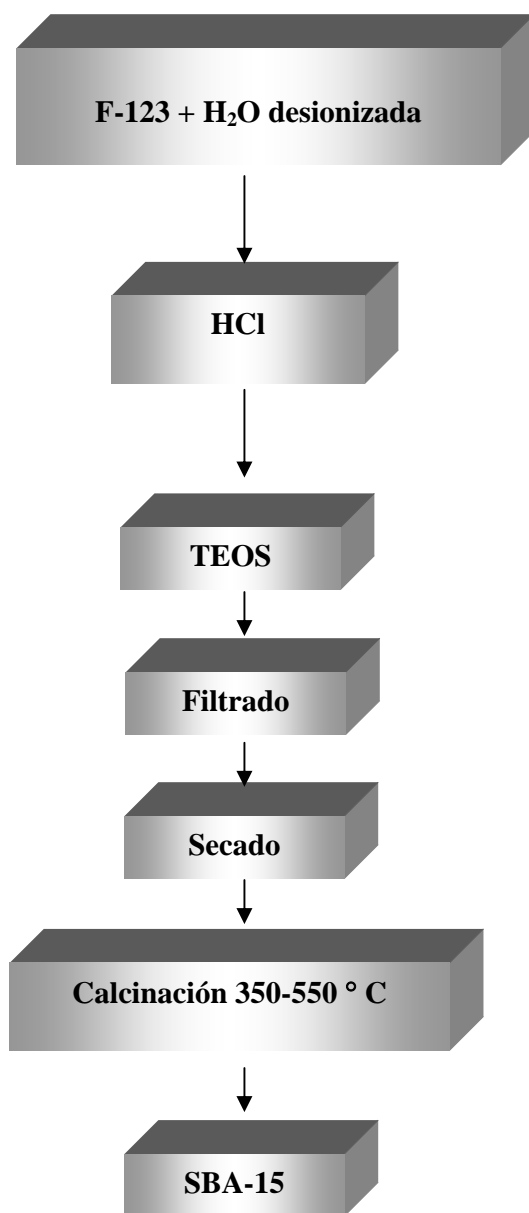 F-123 + H₂O desionizada
HCl
TEOS
Filtrado
Secado
Calcinación 350-550 ° C
SBA-15